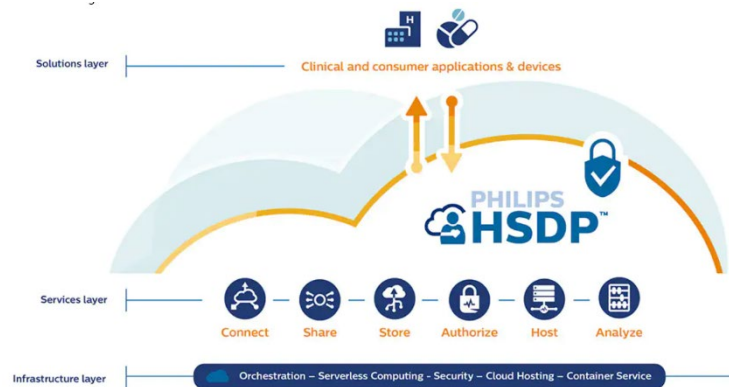 H
Solutions layer
Clinical and consumer applications & devices
PHILIPS
HSDP™
Services layer
Connect
Share
Store
Authorize
Host
Analyze
Infrastructure layer
Orchestration – Serverless Computing - Security – Cloud Hosting – Container Service